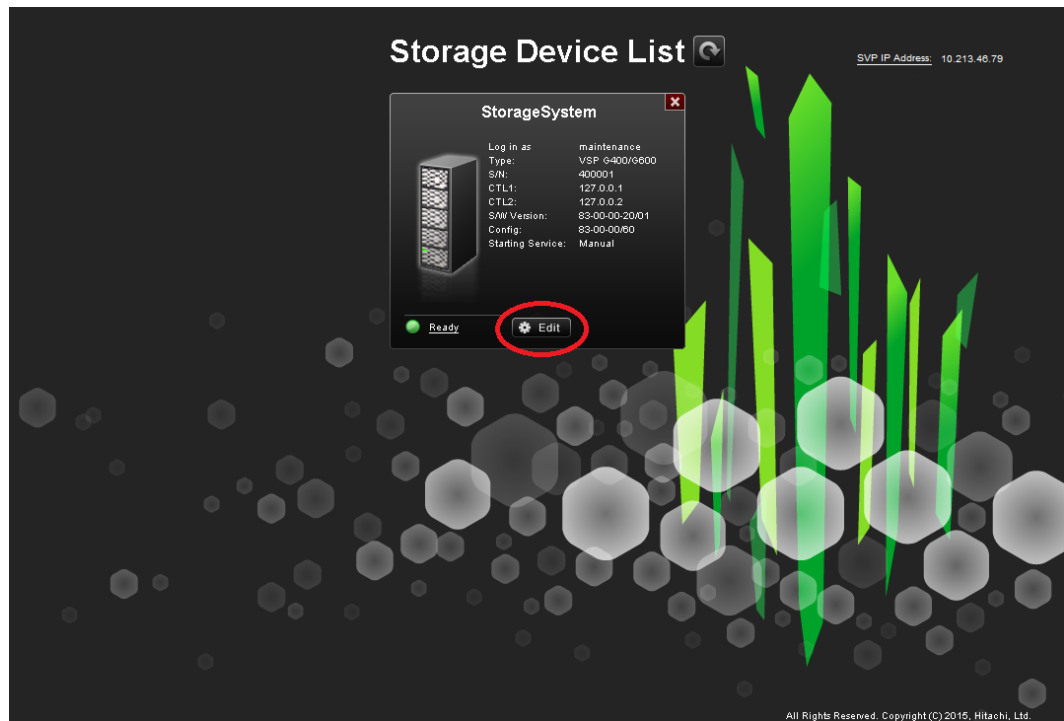 Storage Device List
SVP IP Address: 10.213.46.79
StorageSystem
Log in as maintenance
Type: VSP G400/G600
S/N: 400001
CTL1: 127.0.0.1
CTL2: 127.0.0.2
S/W Version: 83-00-00-20/01
Config: 83-00-00/60
Starting Service: Manual
Ready
Edit
All Rights Reserved. Copyright (C) 2015, Hitachi, Ltd.